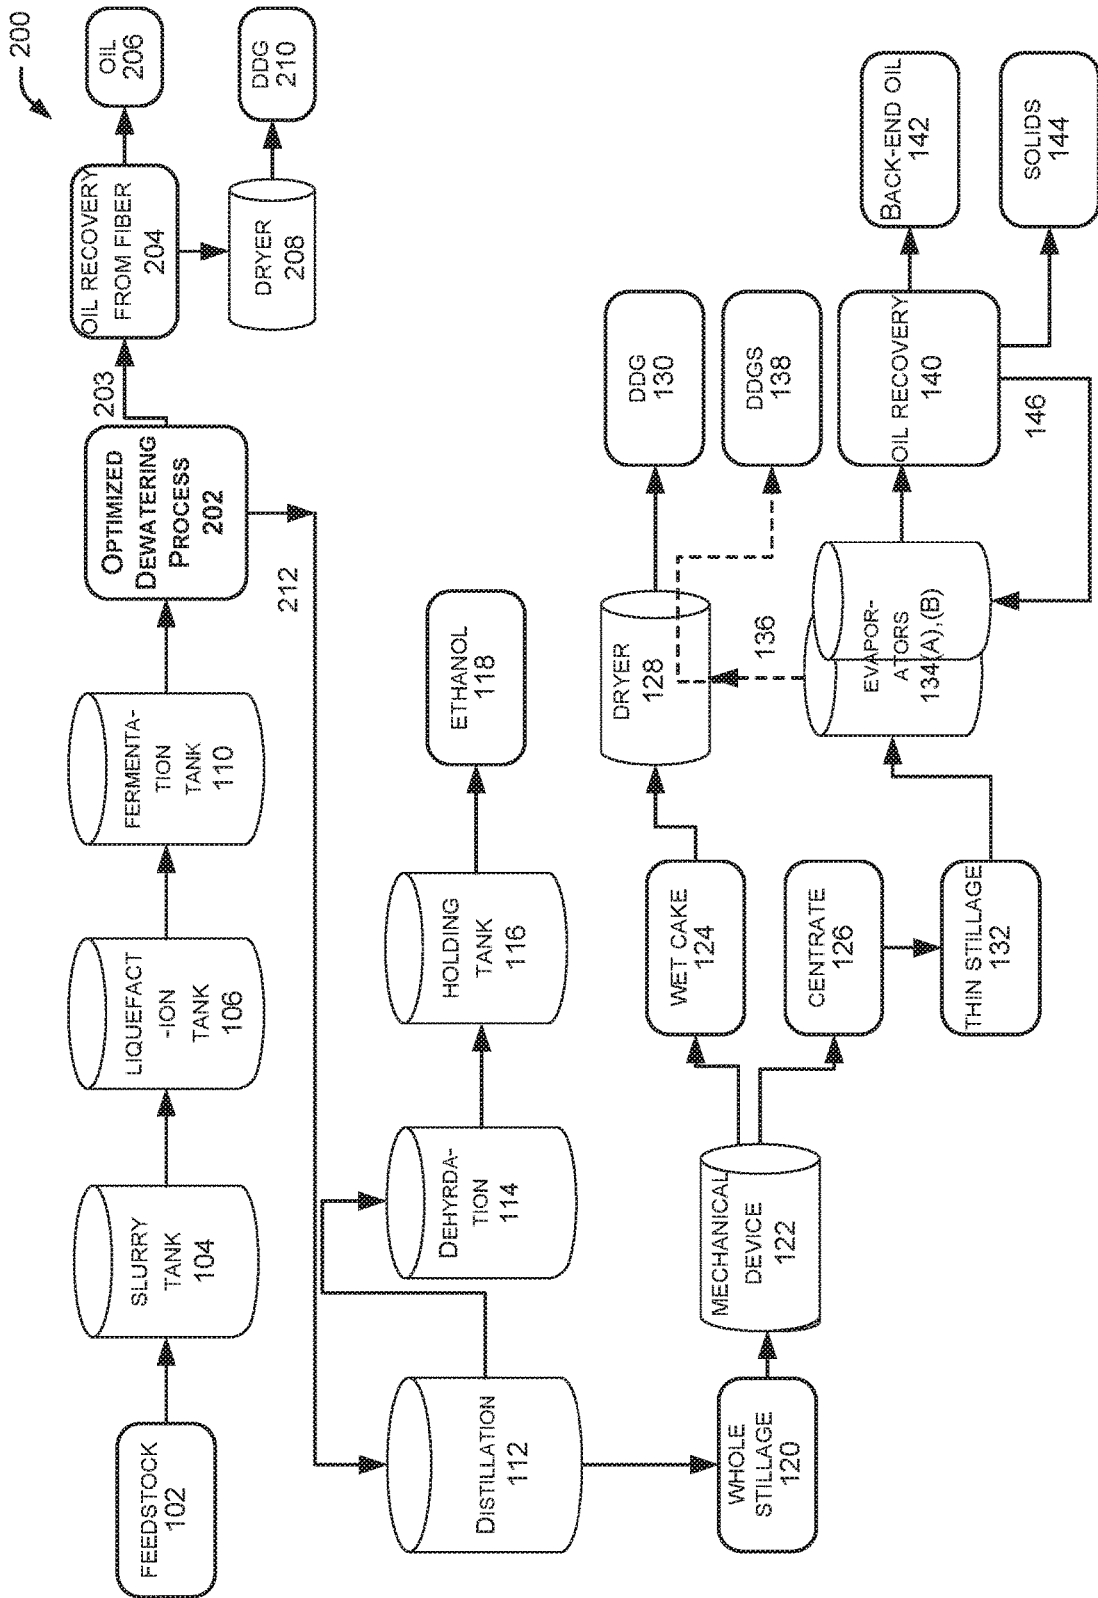 200
FEEDSTOCK
102
SLURRY
TANK
104
LIQUEFACT
-ION
TANK
106
FERMENTA-
TION
TANK
110
OPTIMIZED
DEWATERING
PROCESS
202
203
OIL RECOVERY
FROM FIBER
204
OIL
206
DRYER
208
DDG
210
212
DISTILLATION
112
DEHYRDA-
TION
114
HOLDING
TANK
116
ETHANOL
118
WHOLE
STILLAGE
120
MECHANICAL
DEVICE
122
WET CAKE
124
CENTRATE
126
DRYER
128
DDG
130
THIN STILLAGE
132
EVAPOR-
ATORS
134(A),(B)
136
DDGS
138
OIL RECOVERY
140
BACK-END OIL
142
SOLIDS
144
146